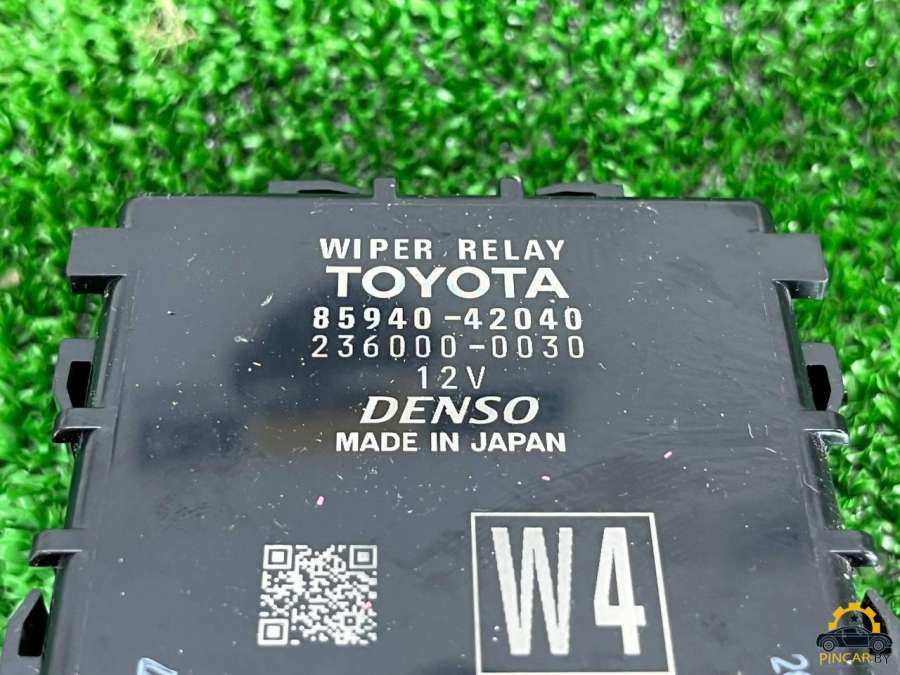 WIPER RELAY
TOYOTA
85940-42040
236000-0030
12V
DENSO
MADE IN JAPAN
W4
PINCAR.BY